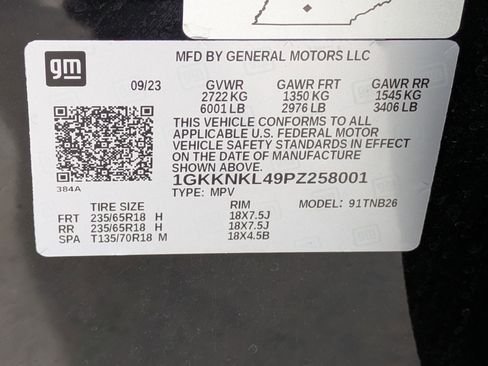 gm
MFD BY GENERAL MOTORS LLC
09/23 GVWR GAWR FRT GAWR RR
2722 KG 1350 KG 1545 KG
6001 LB 2976 LB 3406 LB
THIS VEHICLE CONFORMS TO ALL
APPLICABLE U.S. FEDERAL MOTOR
VEHICLE SAFETY STANDARDS IN EFFECT
ON THE DATE OF MANUFACTURE
SHOWN ABOVE.
384A
1GKKNKL49PZ258001
TYPE: MPV MODEL: 91TNB26
TIRE SIZE RIM
FRT 235/65R18 H 18X7.5J
RR 235/65R18 H 18X7.5J
SPA T135/70R18 M 18X4.5B